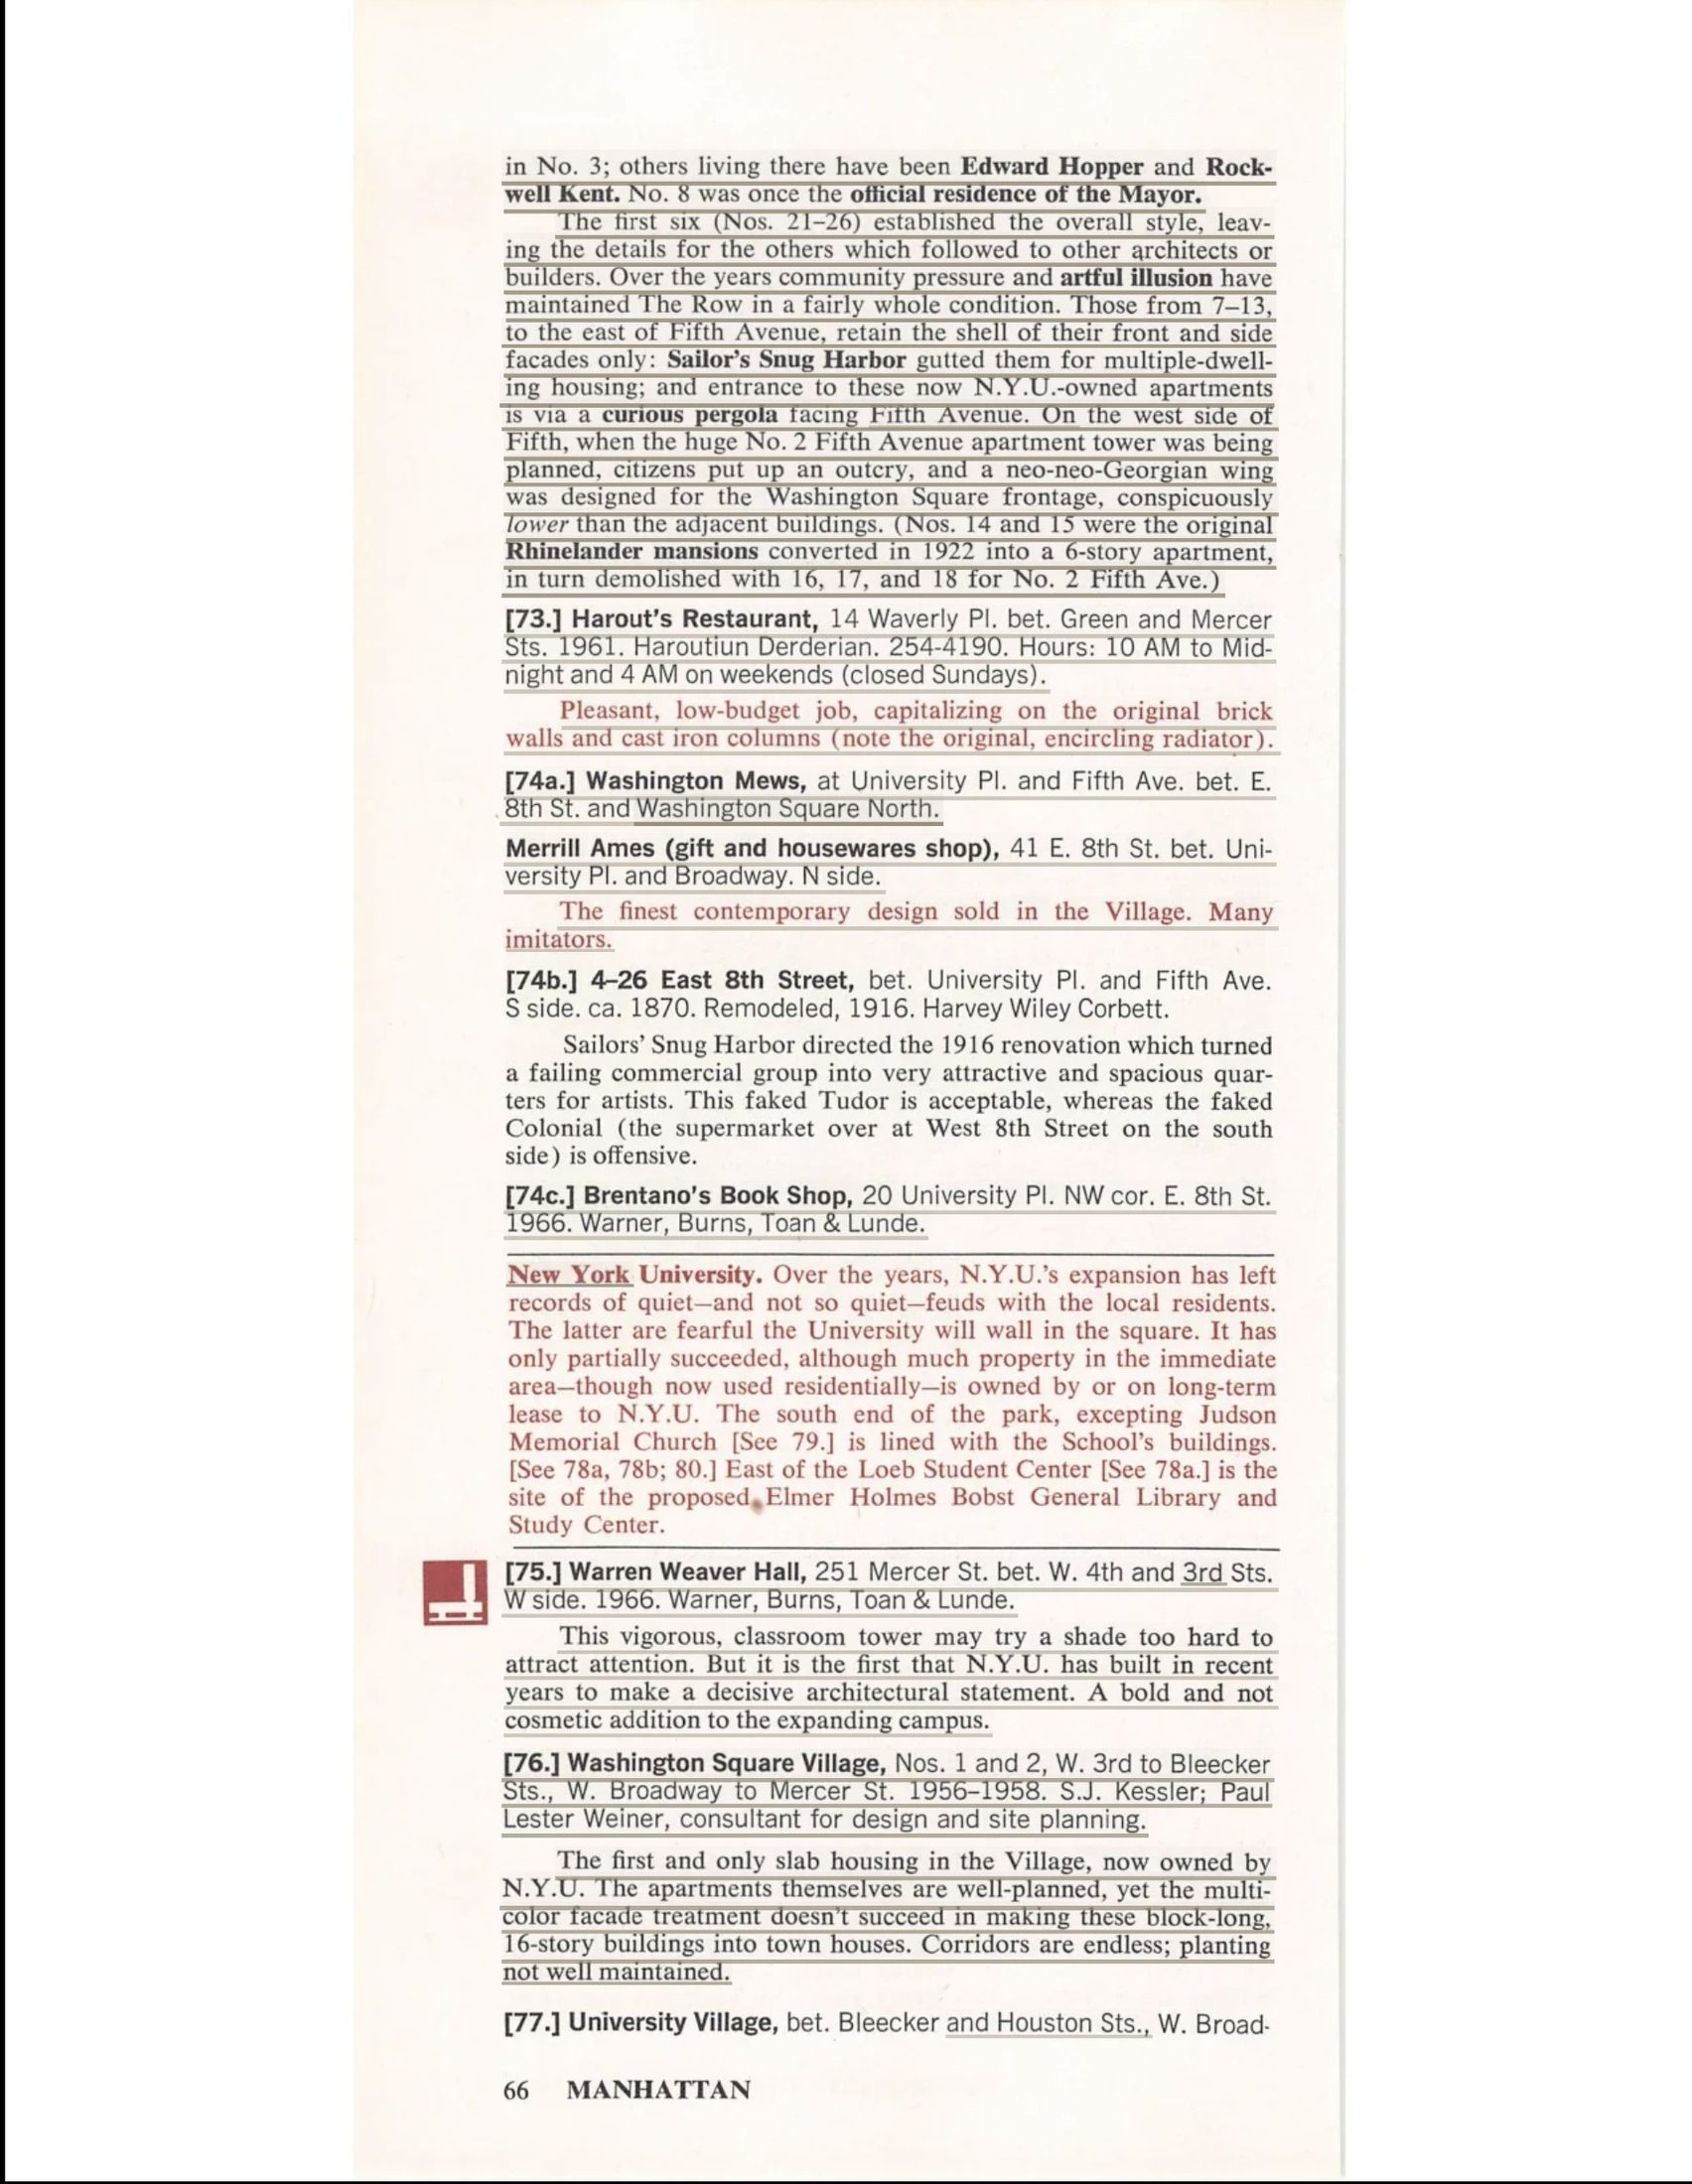 in No. 3; others living there have been Edward Hopper and Rock-
well Kent. No. 8 was once the official residence of the Mayor.
The first six (Nos. 21–26) established the overall style, leav-
ing the details for the others which followed to other architects or
builders. Over the years community pressure and artful illusion have
maintained The Row in a fairly whole condition. Those from 7–13,
to the east of Fifth Avenue, retain the shell of their front and side
facades only: Sailor's Snug Harbor gutted them for multiple-dwell-
ing housing; and entrance to these now N.Y.U.-owned apartments
is via a curious pergola facing Fifth Avenue. On the west side of
Fifth, when the huge No. 2 Fifth Avenue apartment tower was being
planned, citizens put up an outcry, and a neo-neo-Georgian wing
was designed for the Washington Square frontage, conspicuously
lower than the adjacent buildings. (Nos. 14 and 15 were the original
Rhinelander mansions converted in 1922 into a 6-story apartment,
in turn demolished with 16, 17, and 18 for No. 2 Fifth Ave.)
[73.] Harout's Restaurant, 14 Waverly Pl. bet. Green and Mercer
Sts. 1961. Haroutiun Derderian. 254-4190. Hours: 10 AM to Mid-
night and 4 AM on weekends (closed Sundays).
Pleasant, low-budget job, capitalizing on the original brick
walls and cast iron columns (note the original, encircling radiator).
[74a.] Washington Mews, at University Pl. and Fifth Ave. bet. E.
8th St. and Washington Square North.
Merrill Ames (gift and housewares shop), 41 E. 8th St. bet. Uni-
versity Pl. and Broadway. N side.
The finest contemporary design sold in the Village. Many
imitators.
[74b.] 4–26 East 8th Street, bet. University Pl. and Fifth Ave.
S side. ca. 1870. Remodeled, 1916. Harvey Wiley Corbett.
Sailors' Snug Harbor directed the 1916 renovation which turned
a failing commercial group into very attractive and spacious quar-
ters for artists. This faked Tudor is acceptable, whereas the faked
Colonial (the supermarket over at West 8th Street on the south
side) is offensive.
[74c.] Brentano's Book Shop, 20 University Pl. NW cor. E. 8th St.
1966. Warner, Burns, Toan & Lunde.
New York University. Over the years, N.Y.U.'s expansion has left
records of quiet—and not so quiet—feuds with the local residents.
The latter are fearful the University will wall in the square. It has
only partially succeeded, although much property in the immediate
area—though now used residentially—is owned by or on long-term
lease to N.Y.U. The south end of the park, excepting Judson
Memorial Church [See 79.] is lined with the School's buildings.
[See 78a, 78b; 80.] East of the Loeb Student Center [See 78a.] is the
site of the proposed Elmer Holmes Bobst General Library and
Study Center.
[75.] Warren Weaver Hall, 251 Mercer St. bet. W. 4th and 3rd Sts.
W side. 1966. Warner, Burns, Toan & Lunde.
This vigorous, classroom tower may try a shade too hard to
attract attention. But it is the first that N.Y.U. has built in recent
years to make a decisive architectural statement. A bold and not
cosmetic addition to the expanding campus.
[76.] Washington Square Village, Nos. 1 and 2, W. 3rd to Bleecker
Sts., W. Broadway to Mercer St. 1956–1958. S.J. Kessler; Paul
Lester Weiner, consultant for design and site planning.
The first and only slab housing in the Village, now owned by
N.Y.U. The apartments themselves are well-planned, yet the multi-
color facade treatment doesn't succeed in making these block-long,
16-story buildings into town houses. Corridors are endless; planting
not well maintained.
[77.] University Village, bet. Bleecker and Houston Sts., W. Broad-
66 MANHATTAN